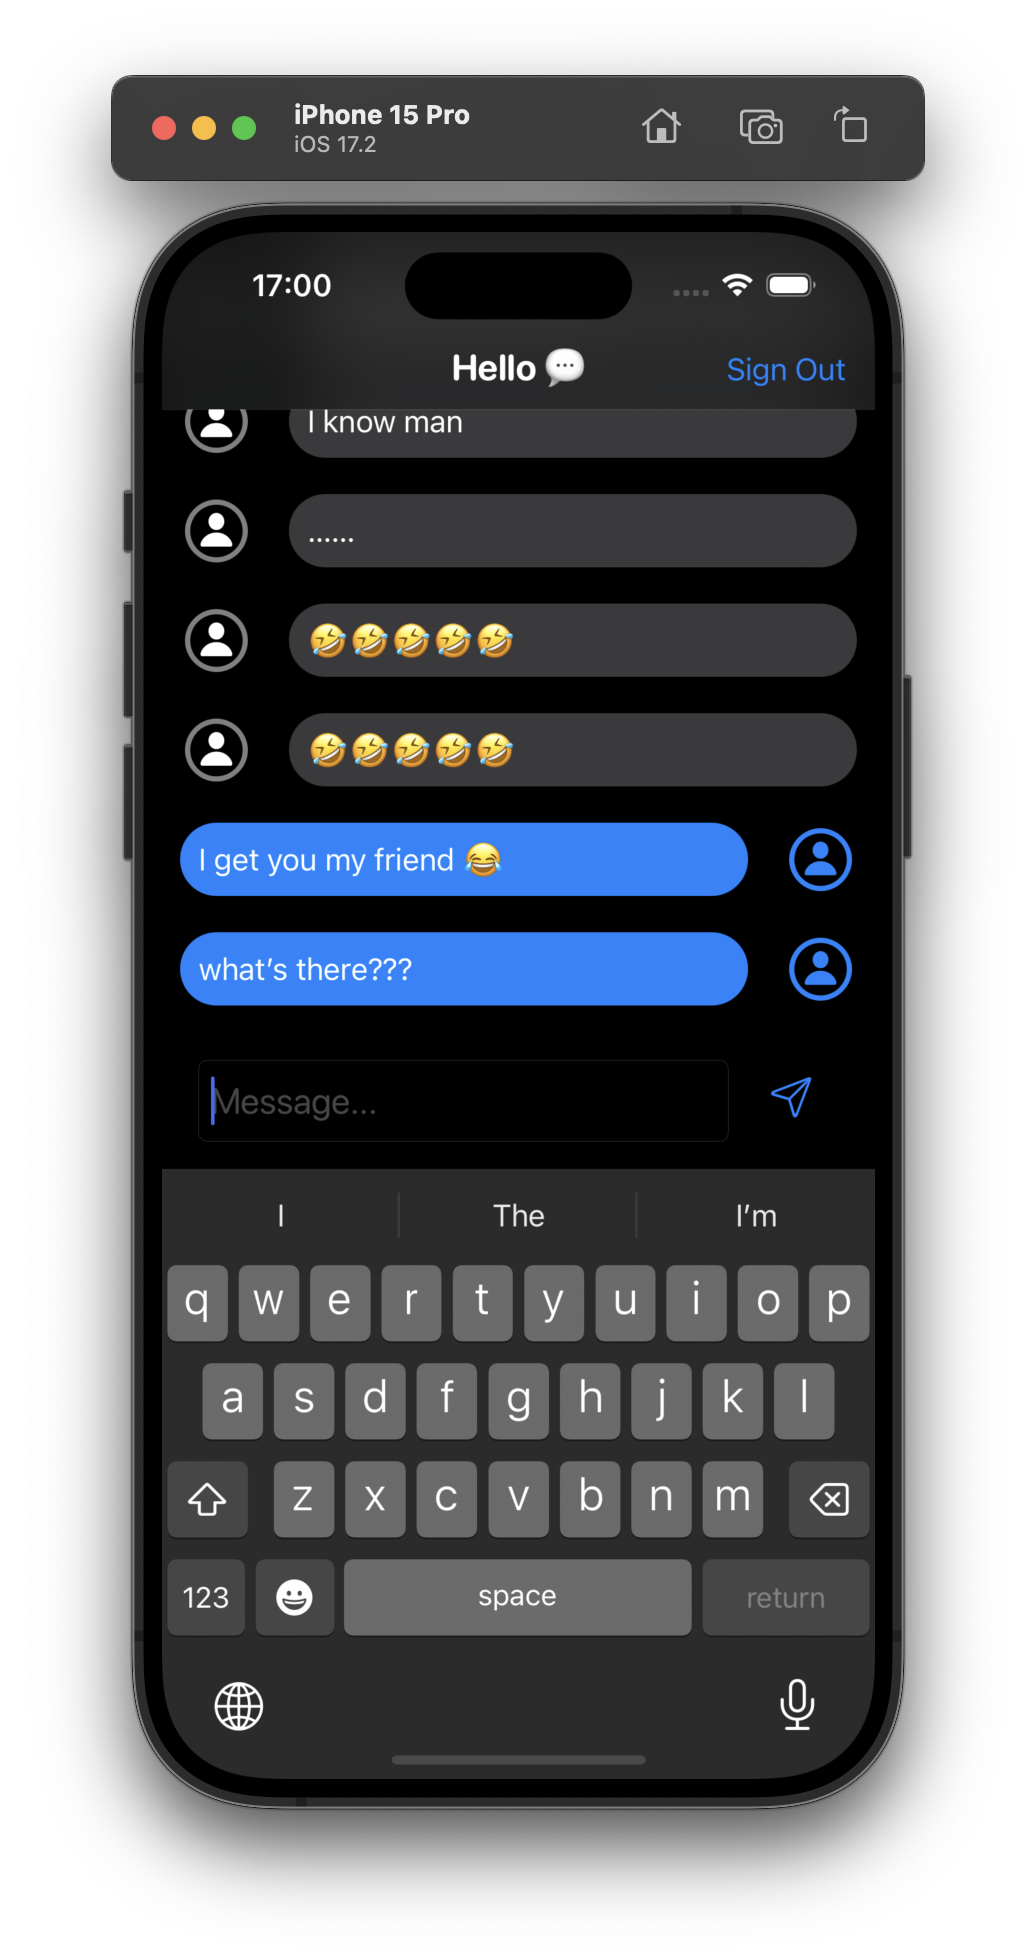 iPhone 15 Pro
iOS 17.2
17:00
Hello 💬
Sign Out
I know man
......
🤣🤣🤣🤣🤣
🤣🤣🤣🤣🤣
I get you my friend 😂
what’s there???
Message...
I The I’m
q w e r t y u i o p
a s d f g h j k l
z x c v b n m
123 space return